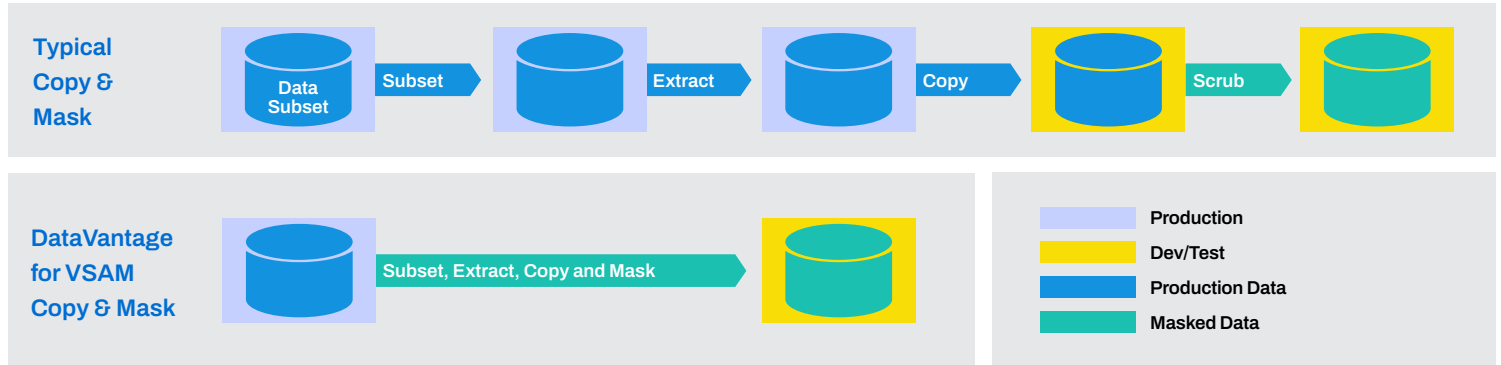 Typical
Copy &
Mask
Data
Subset
Subset
Extract
Copy
Scrub
DataVantage
for VSAM
Copy & Mask
Subset, Extract, Copy and Mask
Production
Dev/Test
Production Data
Masked Data